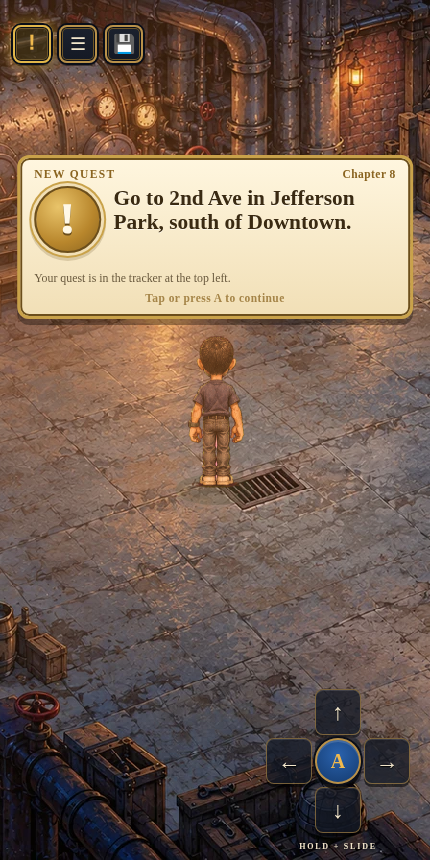 NEW QUEST
Chapter 8
!
Go to 2nd Ave in Jefferson
Park, south of Downtown.
Your quest is in the tracker at the top left.
Tap or press A to continue
A
HOLD + SLIDE